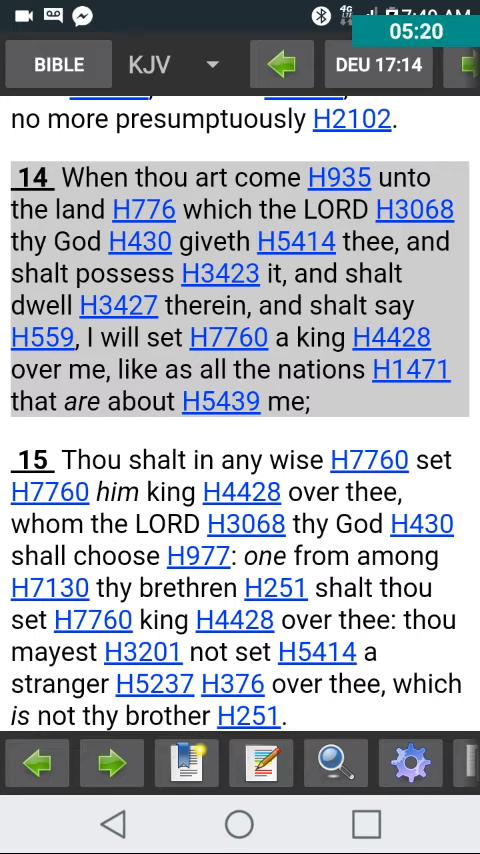 4G
LTE
7:49 AM
05:20
BIBLE
KJV
DEU 17:14
no more presumptuously H2102.
14 When thou art come H935 unto
the land H776 which the LORD H3068
thy God H430 giveth H5414 thee, and
shalt possess H3423 it, and shalt
dwell H3427 therein, and shalt say
H559, I will set H7760 a king H4428
over me, like as all the nations
H1471
that are about H5439 me;
15 Thou shalt in any wise H7760 set
H7760 him king H4428 over thee,
whom the LORD H3068 thy God H430
shall choose H977: one from among
H7130 thy brethren H251 shalt thou
set H7760 king H4428 over thee: thou
mayest H3201 not set H5414 a
stranger H5237 H376 over thee, which
is not thy brother H251.